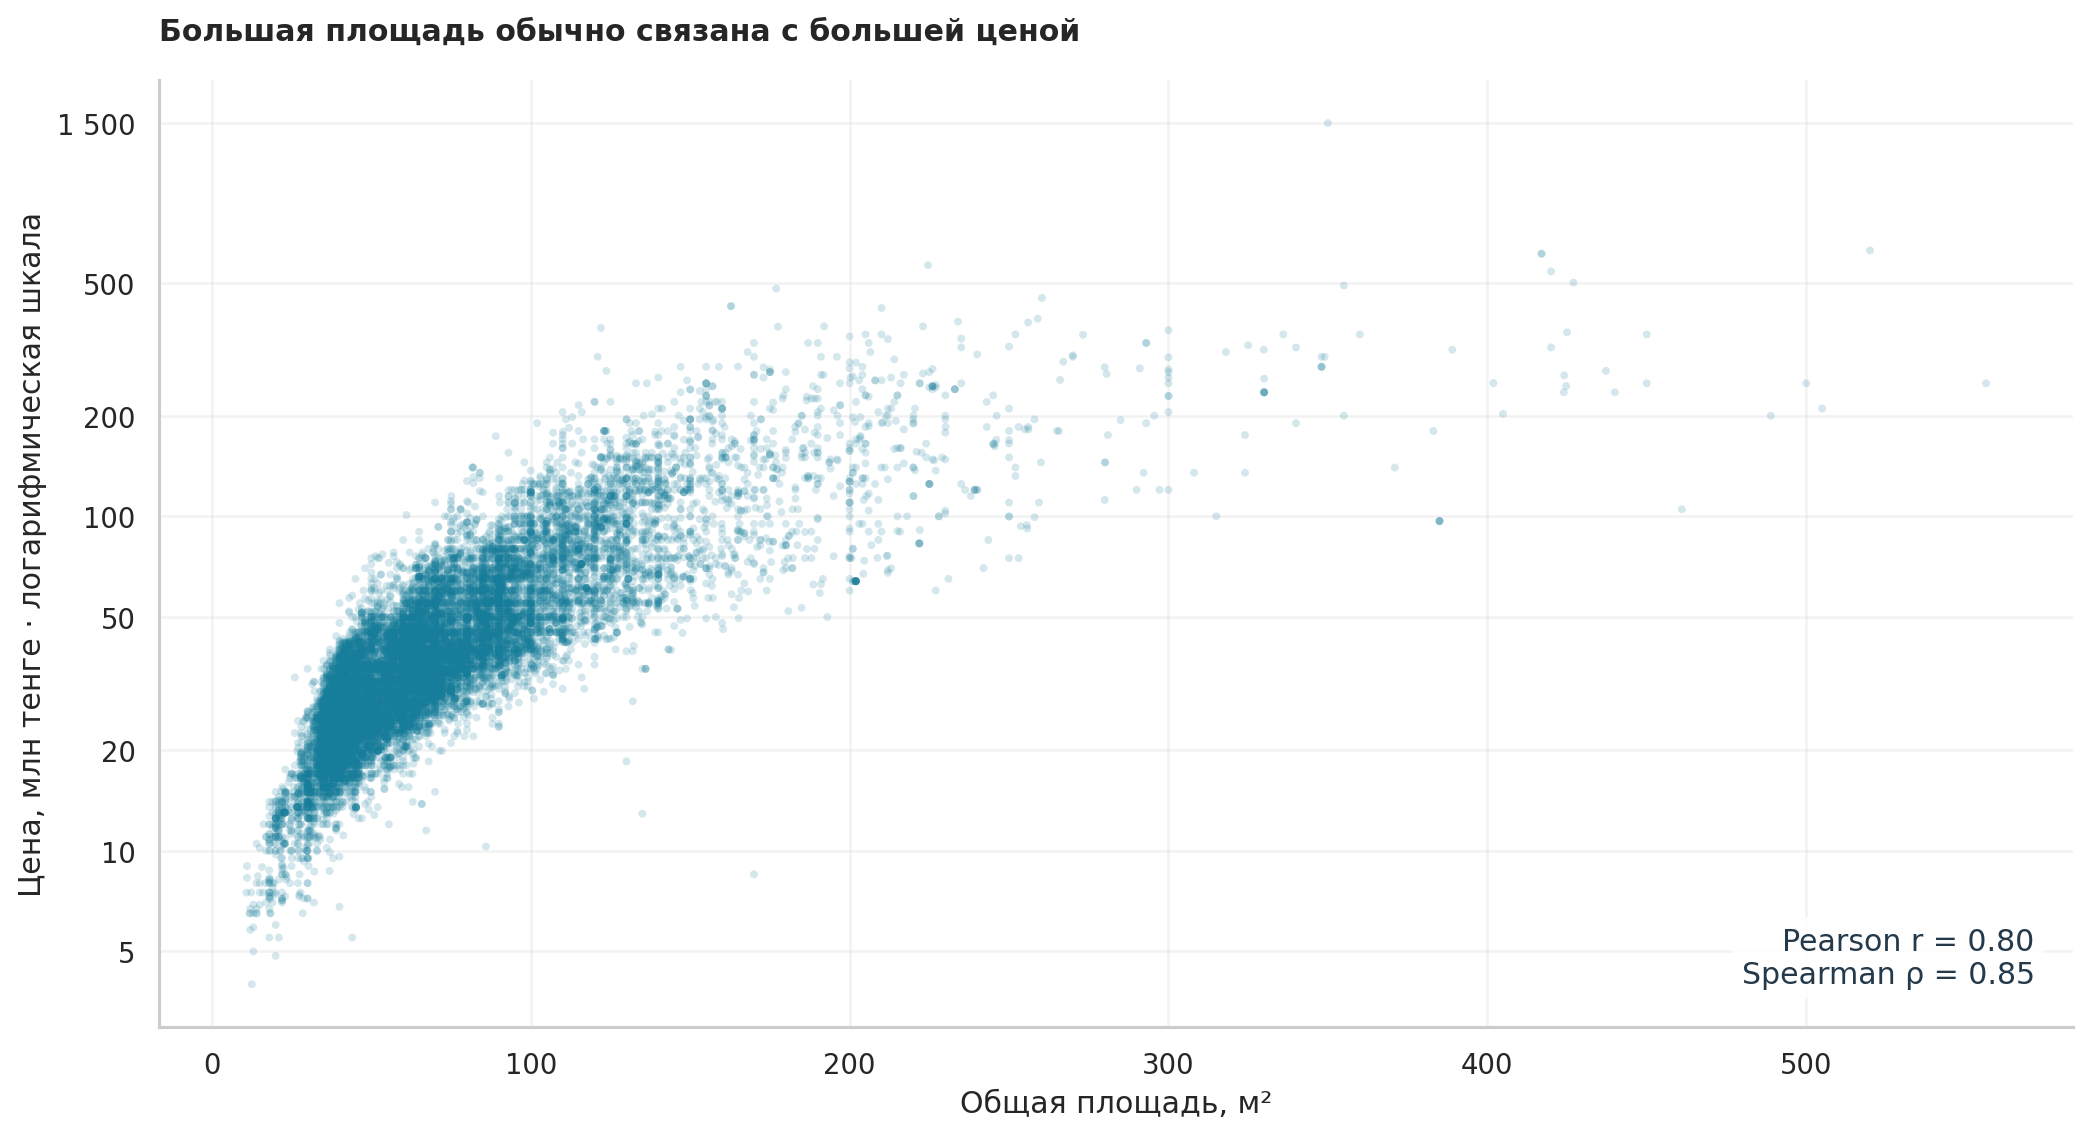 Большая площадь обычно связана с большей ценой
Цена, млн тенге · логарифмическая шкала
1 500
500
200
100
50
20
10
5
Pearson r = 0.80
Spearman ρ = 0.85
0 100 200 300 400 500
Общая площадь, м²